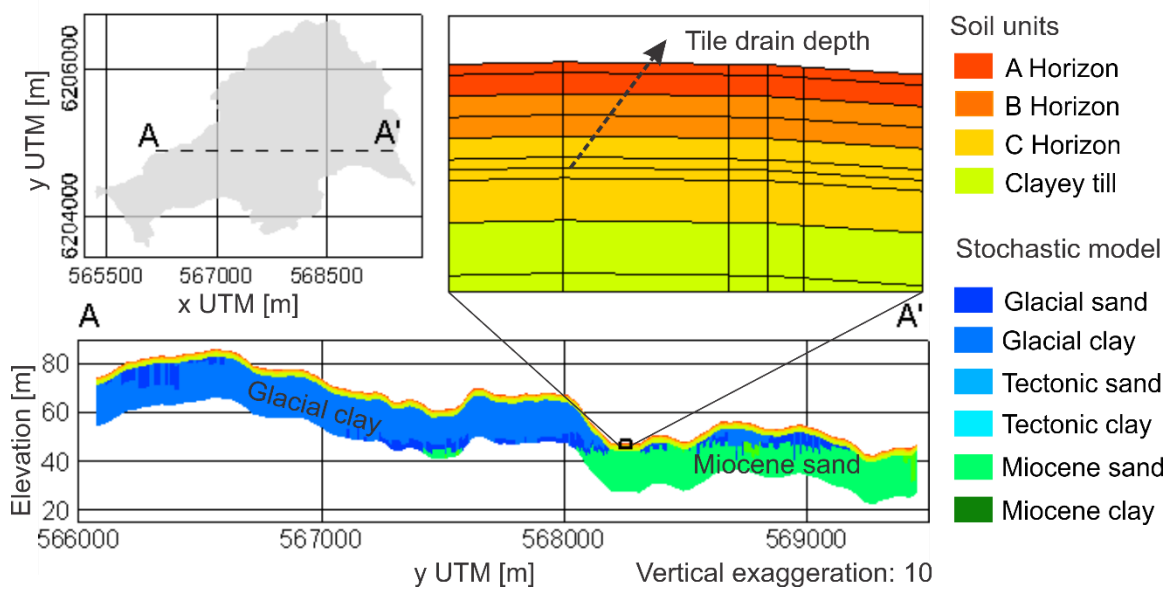 y UTM [m]
6206000
6204000
A
A'
565500
567000
568500
x UTM [m]
Tile drain depth
Soil units
A Horizon
B Horizon
C Horizon
Clayey till
Stochastic model
Glacial sand
Glacial clay
Tectonic sand
Tectonic clay
Miocene sand
Miocene clay
A
A'
Elevation [m]
80
60
40
20
Glacial clay
Miocene sand
566000
567000
568000
569000
y UTM [m]
Vertical exaggeration: 10